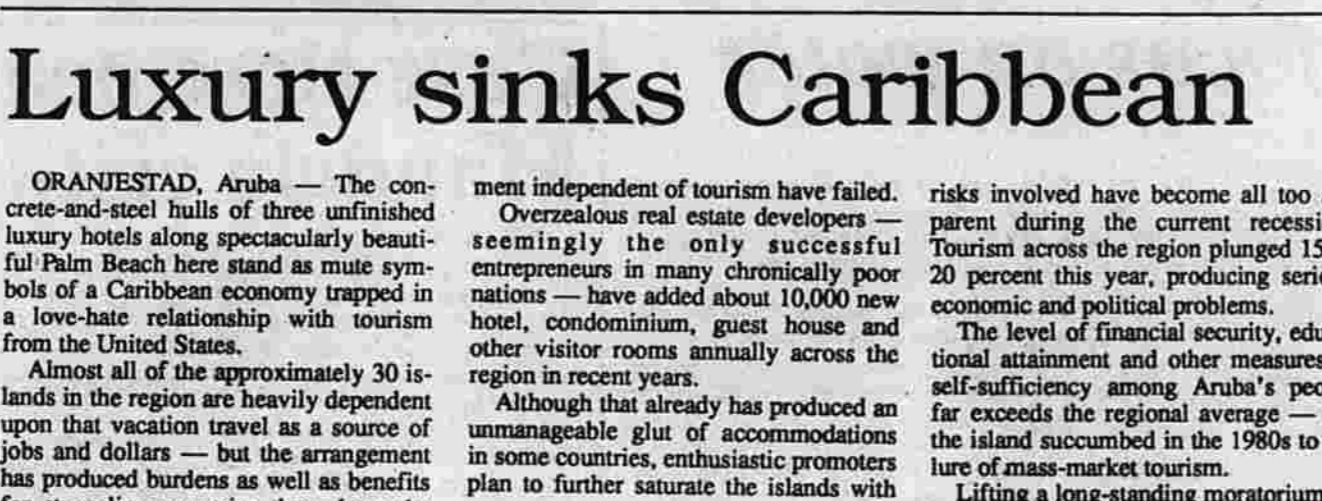 Luxury sinks Caribbean
ORANJESTAD, Aruba — The con-
crete-and-steel hulls of three unfinished
luxury hotels along spectacularly beauti-
ful Palm Beach here stand as mute sym-
bols of a Caribbean economy trapped in
a love-hate relationship with tourism
from the United States.
Almost all of the approximately 30 is-
lands in the region are heavily dependent
upon that vacation travel as a source of
jobs and dollars — but the arrangement
has produced burdens as well as benefits
ment independent of tourism have failed.
Overzealous real estate developers —
seemingly the only successful
entrepreneurs in many chronically poor
nations — have added about 10,000 new
hotel, condominium, guest house and
other visitor rooms annually across the
region in recent years.
Although that already has produced an
unmanageable glut of accommodations
in some countries, enthusiastic promoters
plan to further saturate the islands with
risks involved have become all too
parent during the current recessi
Tourism across the region plunged 15
20 percent this year, producing seri
economic and political problems.
The level of financial security, edu
tional attainment and other measures
self-sufficiency among Aruba's peo
far exceeds the regional average —
the island succumbed in the 1980s to
lure of mass-market tourism.
Lifting a long-standing moratorium